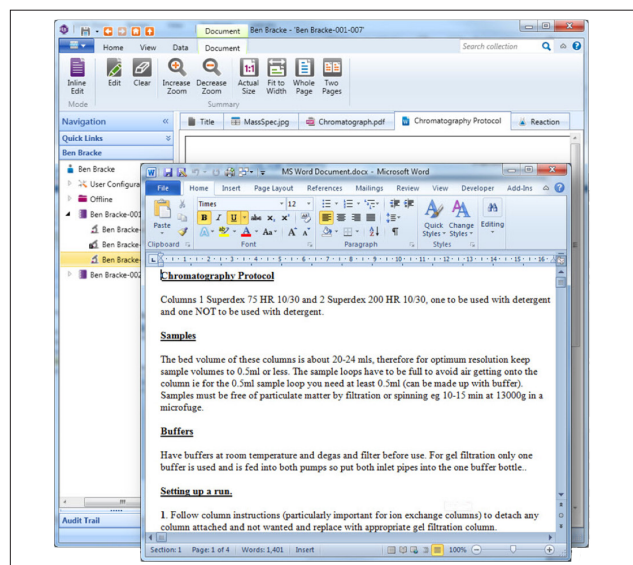 Document
Ben Bracke - 'Ben Bracke-001-007'
Home View Data Document
Search collection
Inline Edit
Edit
Clear
Increase Zoom
Decrease Zoom
Actual Size
Fit to Width
Whole Page
Two Pages
Mode
Summary
Navigation
Title
MassSpec.jpg
Chromatograph.pdf
Chromatography Protocol
Reaction
Quick Links
Ben Bracke
Ben Bracke
User Configura
Offline
Ben Bracke-001
Ben Bracke-
Ben Bracke-
Ben Bracke-
Ben Bracke-002
Audit Trail
MS Word Document.docx - Microsoft Word
File Home Insert Page Layout References Mailings Review View Developer Add-Ins
Paste
Times
12
Quick Styles
Change Styles
Editing
Clipboard
Font
Paragraph
Styles
Chromatography Protocol
Columns 1 Superdex 75 HR 10/30 and 2 Superdex 200 HR 10/30, one to be used with detergent
and one NOT to be used with detergent.
Samples
The bed volume of these columns is about 20-24 mls, therefore for optimum resolution keep
sample volumes to 0.5ml or less. The sample loops have to be full to avoid air getting onto the
column ie for the 0.5ml sample loop you need at least 0.5ml (can be made up with buffer).
Samples must be free of particulate matter by filtration or spinning eg 10-15 min at 13000g in a
microfuge.
Buffers
Have buffers at room temperature and degas and filter before use. For gel filtration only one
buffer is used and is fed into both pumps so put both inlet pipes into the one buffer bottle..
Setting up a run.
1. Follow column instructions (particularly important for ion exchange columns) to detach any
column attached and not wanted and replace with appropriate gel filtration column.
Section: 1 Page: 1 of 4 Words: 1,401 Insert
100%